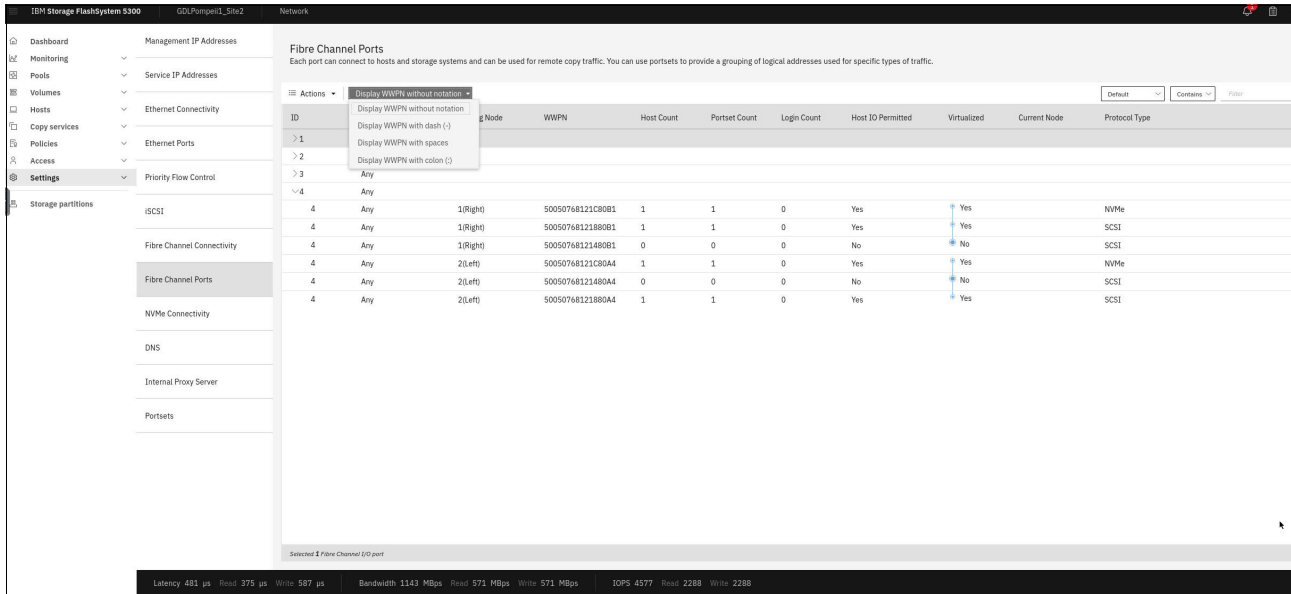 IBM Storage FlashSystem 5300 GDLPompeii1_Site2 Network
1
Dashboard
Monitoring
Pools
Volumes
Hosts
Copy services
Policies
Access
Settings
Storage partitions
Management IP Addresses
Service IP Addresses
Ethernet Connectivity
Ethernet Ports
Priority Flow Control
iSCSI
Fibre Channel Connectivity
Fibre Channel Ports
NVMe Connectivity
DNS
Internal Proxy Server
Portsets
Fibre Channel Ports
Each port can connect to hosts and storage systems and can be used for remote copy traffic. You can use portsets to provide a grouping of logical addresses used for specific types of traffic.
Actions Display WWPN without notation Default Contains Filter
Display WWPN without notation
Display WWPN with dash (-)
Display WWPN with spaces
Display WWPN with colon (:)
ID g Node WWPN Host Count Portset Count Login Count Host IO Permitted Virtualized Current Node Protocol Type
1
2
3 Any
4 Any
4 Any 1(Right) 50050768121C80B1 1 1 0 Yes Yes NVMe
4 Any 1(Right) 50050768121880B1 1 1 0 Yes Yes SCSI
4 Any 1(Right) 50050768121480B1 0 0 0 No No SCSI
4 Any 2(Left) 50050768121C80A4 1 1 0 Yes Yes NVMe
4 Any 2(Left) 50050768121480A4 0 0 0 No No SCSI
4 Any 2(Left) 50050768121880A4 1 1 0 Yes Yes SCSI
Selected 1 Fibre Channel I/O port
Latency 481 µs Read 375 µs Write 587 µs Bandwidth 1143 MBps Read 571 MBps Write 571 MBps IOPS 4577 Read 2288 Write 2288